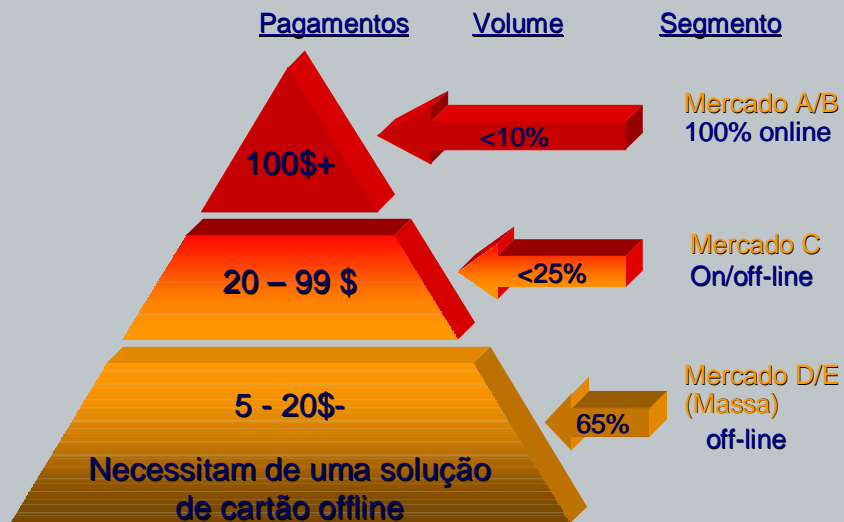 Pagamentos Volume Segmento
100$+
<10%
Mercado A/B
100% online
20 – 99 $
<25%
Mercado C
On/off-line
5 - 20$-
65%
Mercado D/E
(Massa)
off-line
Necessitam de uma solução
de cartão offline